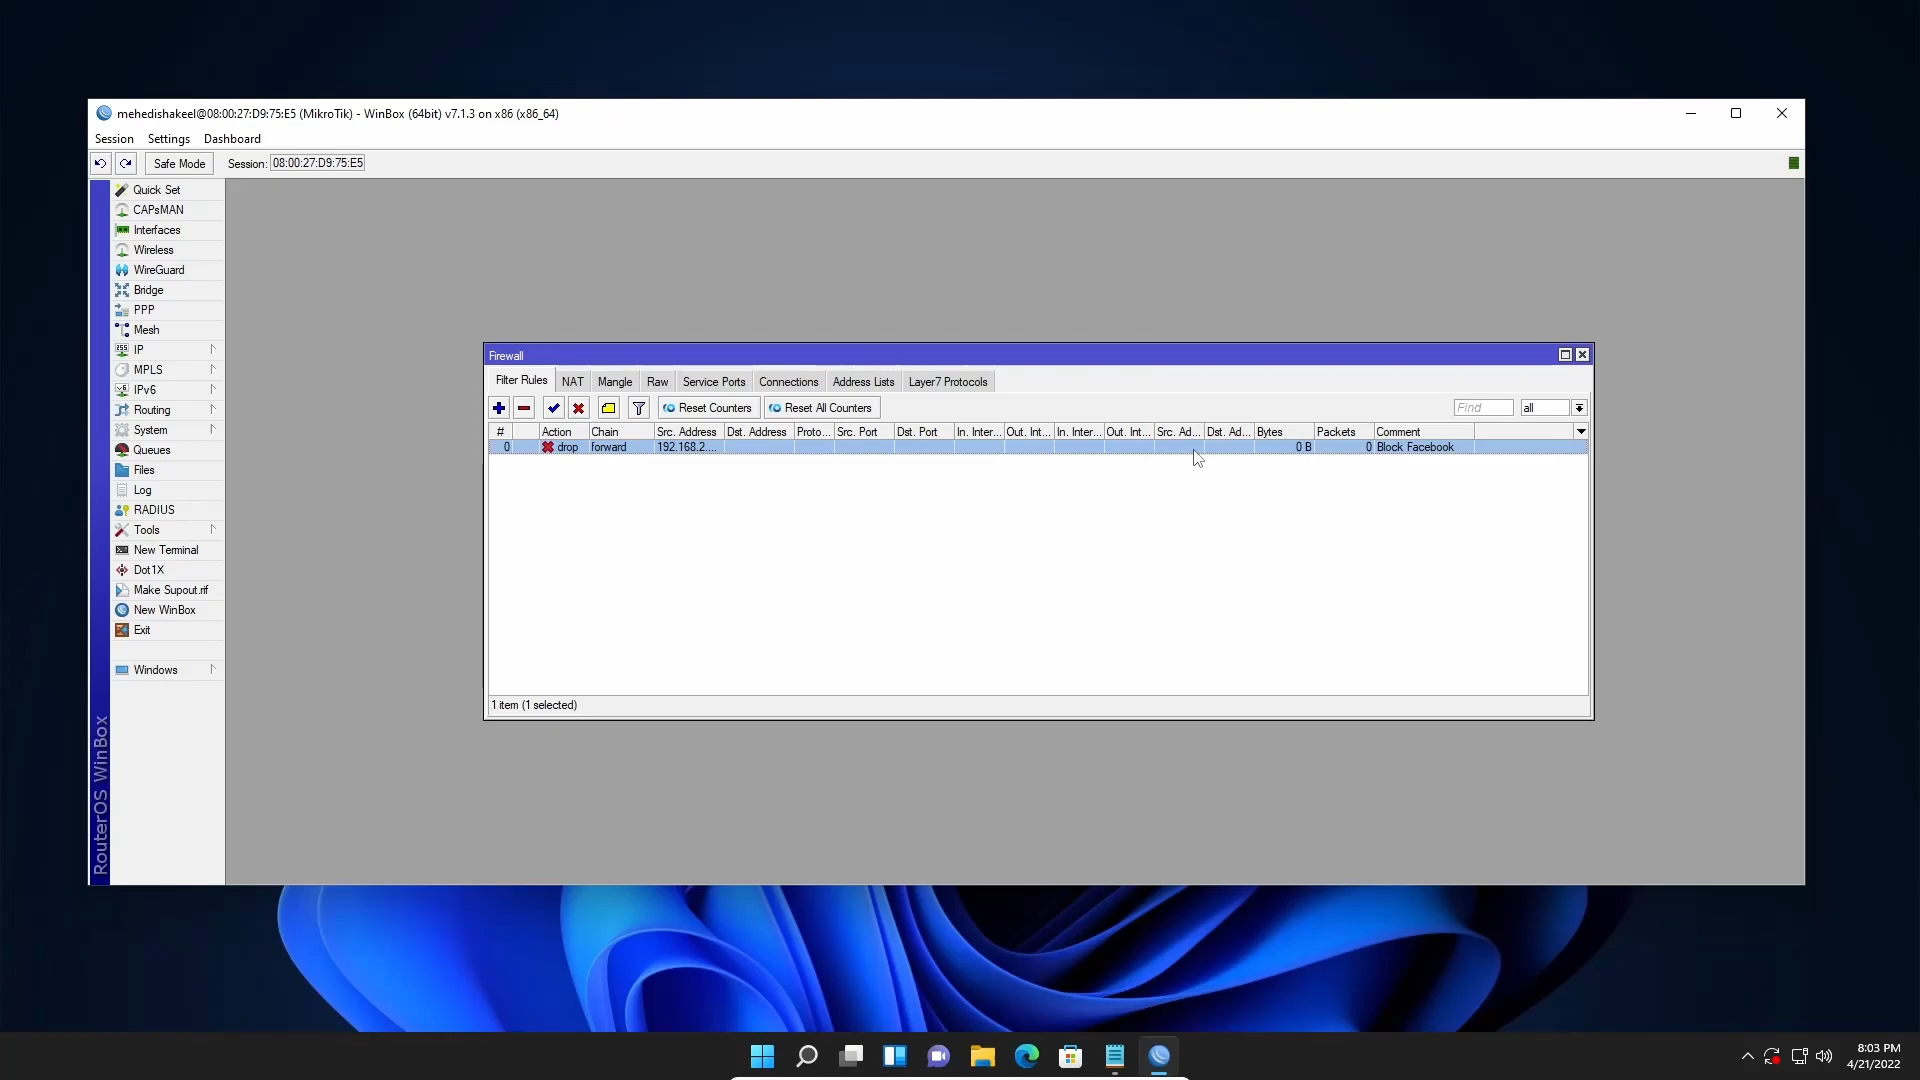 mehedishakeel@08:00:27:D9:75:E5 (MikroTik) - WinBox (64bit) v7.1.3 on x86 (x86_64)
Session Settings Dashboard
Safe Mode Session: 08:00:27:D9:75:E5
Quick Set
CAPsMAN
Interfaces
Wireless
WireGuard
Bridge
PPP
Mesh
IP
MPLS
IPv6
Routing
System
Queues
Files
Log
RADIUS
Tools
New Terminal
Dot1X
Make Supout.rif
New WinBox
Exit
Windows
RouterOS WinBox
Firewall
Filter Rules NAT Mangle Raw Service Ports Connections Address Lists Layer7 Protocols
Reset Counters Reset All Counters Find all
# Action Chain Src. Address Dst. Address Proto... Src. Port Dst. Port In. Inter... Out. Int... In. Inter... Out. Int... Src. Ad... Dst. Ad... Bytes Packets Comment
0 drop forward 192.168.2.... 0 B 0 Block Facebook
1 item (1 selected)
8:03 PM
4/21/2022